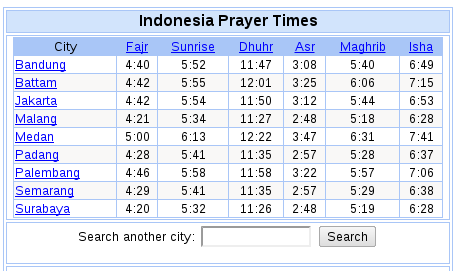 Indonesia Prayer Times
City Fajr Sunrise Dhuhr Asr Maghrib Isha
Bandung 4:40 5:52 11:47 3:08 5:40 6:49
Battam 4:42 5:55 12:01 3:25 6:06 7:15
Jakarta 4:42 5:54 11:50 3:12 5:44 6:53
Malang 4:21 5:34 11:27 2:48 5:18 6:28
Medan 5:00 6:13 12:22 3:47 6:31 7:41
Padang 4:28 5:41 11:35 2:57 5:28 6:37
Palembang 4:46 5:58 11:58 3:22 5:57 7:06
Semarang 4:29 5:41 11:35 2:57 5:29 6:38
Surabaya 4:20 5:32 11:26 2:48 5:19 6:28
Search another city: Search